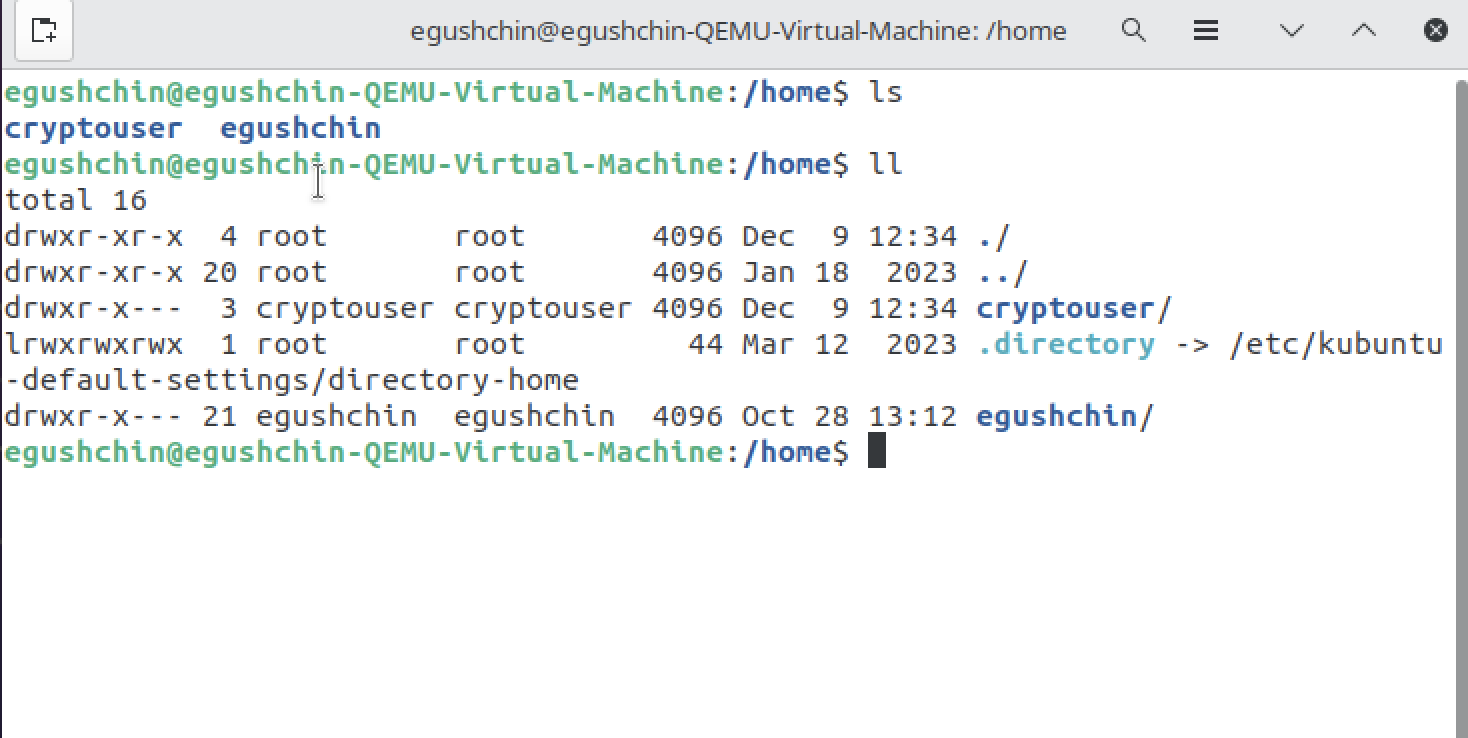 egushchin@egushchin-QEMU-Virtual-Machine: /home
egushchin@egushchin-QEMU-Virtual-Machine:/home$ ls
cryptouser  egushchin
egushchin@egushchin-QEMU-Virtual-Machine:/home$ ll
total 16
drwxr-xr-x  4 root       root       4096 Dec  9 12:34 ./
drwxr-xr-x 20 root       root       4096 Jan 18  2023 ../
drwxr-x---  3 cryptouser cryptouser 4096 Dec  9 12:34 cryptouser/
lrwxrwxrwx  1 root       root         44 Mar 12  2023 .directory -> /etc/kubuntu
-default-settings/directory-home
drwxr-x--- 21 egushchin  egushchin  4096 Oct 28 13:12 egushchin/
egushchin@egushchin-QEMU-Virtual-Machine:/home$